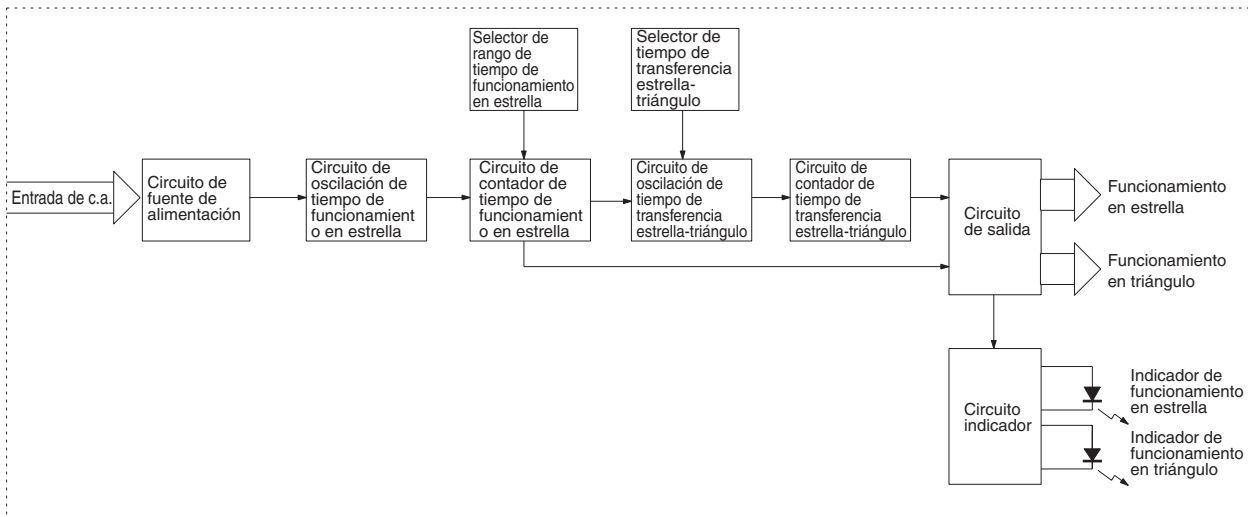 Selector de
rango de
tiempo de
funcionamiento
en estrella
Selector de
tiempo de
transferencia
estrella-
triángulo
Entrada de c.a.
Circuito de
fuente de
alimentación
Circuito de
oscilación de
tiempo de
funcionamient
o en estrella
Circuito de
contador de
tiempo de
funcionamient
o en estrella
Circuito de
oscilación de
tiempo de
transferencia
estrella-triángulo
Circuito de
contador de
tiempo de
transferencia
estrella-triángulo
Circuito
de salida
Funcionamiento
en estrella
Funcionamiento
en triángulo
Circuito
indicador
Indicador de
funcionamiento
en estrella
Indicador de
funcionamiento
en triángulo